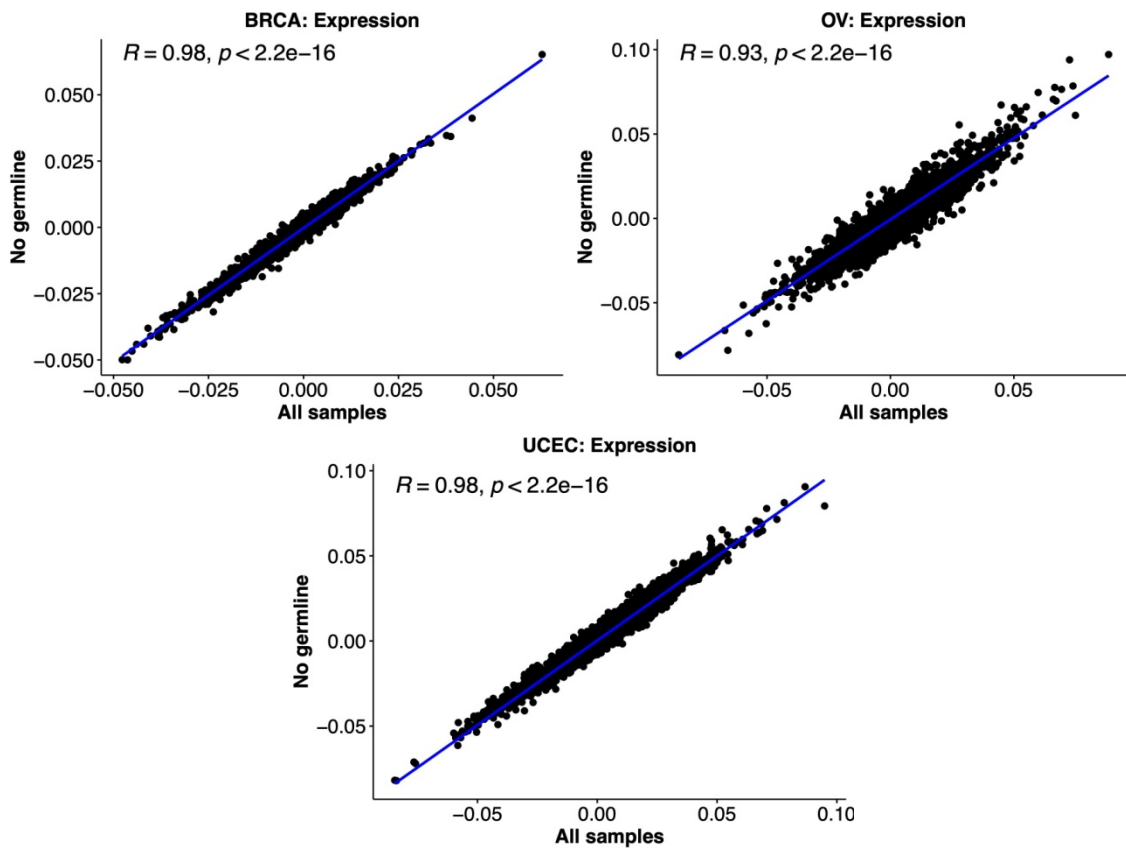 BRCA: Expression
R = 0.98, p < 2.2e−16
No germline
0.050
0.025
0.000
−0.025
−0.050
−0.050
−0.025
0.000
0.025
0.050
All samples
OV: Expression
R = 0.93, p < 2.2e−16
No germline
0.10
0.05
0.00
−0.05
−0.05
0.00
0.05
All samples
UCEC: Expression
R = 0.98, p < 2.2e−16
No germline
0.10
0.05
0.00
−0.05
−0.05
0.00
0.05
0.10
All samples